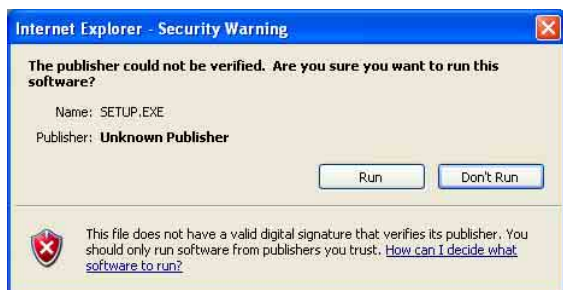 Internet Explorer - Security Warning
The publisher could not be verified. Are you sure you want to run this
software?
Name: SETUP.EXE
Publisher: Unknown Publisher
Run Don't Run
This file does not have a valid digital signature that verifies its publisher. You
should only run software from publishers you trust. How can I decide what
software to run?